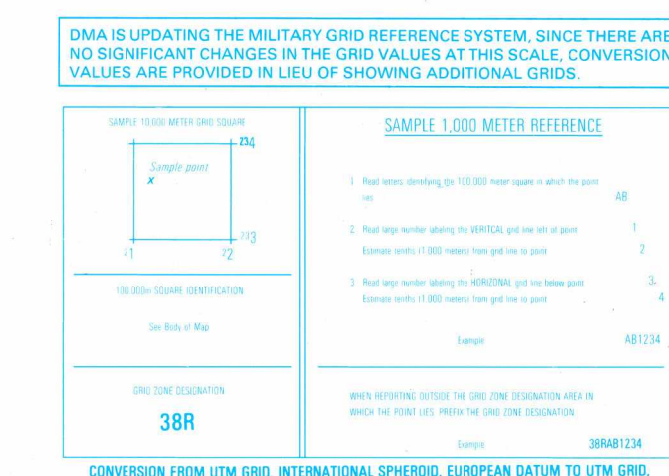 DMA IS UPDATING THE MILITARY GRID REFERENCE SYSTEM, SINCE THERE ARE
NO SIGNIFICANT CHANGES IN THE GRID VALUES AT THIS SCALE, CONVERSION
VALUES ARE PROVIDED IN LIEU OF SHOWING ADDITIONAL GRIDS.
SAMPLE 10,000 METER GRID SQUARE
234
Sample point
x
233
11
22
100,000m SQUARE IDENTIFICATION
See Body of Map
GRID ZONE DESIGNATION
38R
SAMPLE 1,000 METER REFERENCE
1 Read letters identifying the 100,000 meter square in which the point
lies AB
2 Read large number labeling the VERITCAL grid line left of point 1
Estimate tenths (1,000 meters) from grid line to point 2
3 Read large number labeling the HORIZONAL grid line below point 3.
Estimate tenths (1,000 meters) from grid line to point 4
Example AB1234
WHEN REPORTING OUTSIDE THE GRID ZONE DESIGNATION AREA IN
WHICH THE POINT LIES PREFIX THE GRID ZONE DESIGNATION
Example 38RAB1234
CONVERSION FROM UTM GRID, INTERNATIONAL SPHEROID, EUROPEAN DATUM TO UTM GRID,